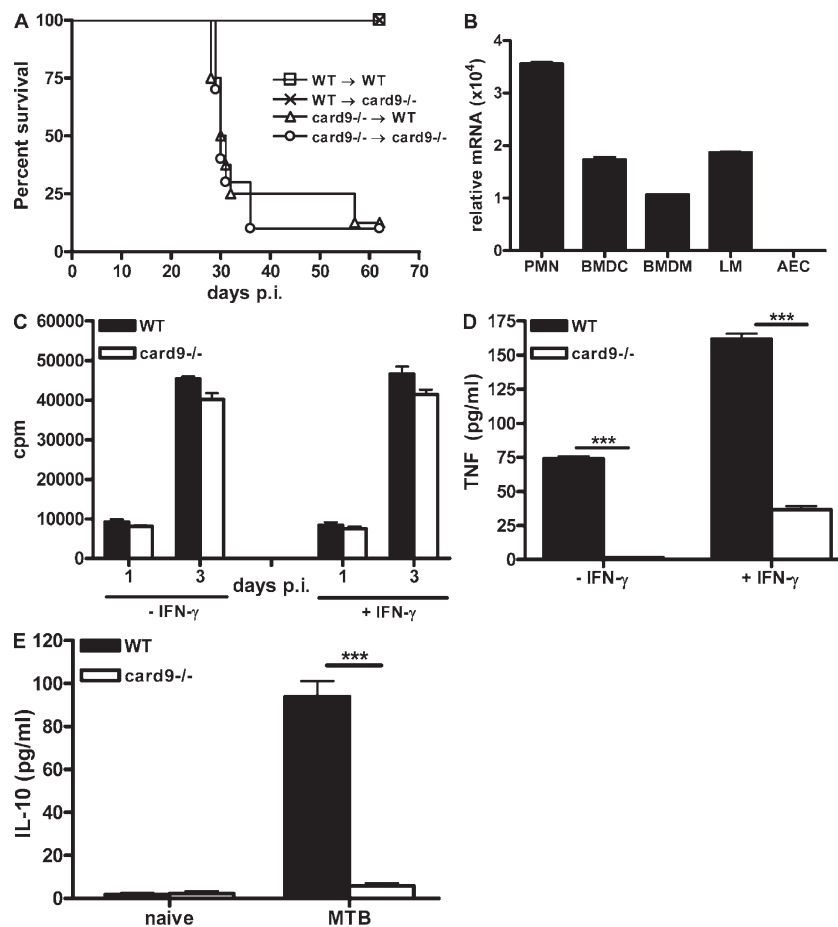 A
Percent survival
100
75
50
25
0
0 10 20 30 40 50 60 70
days p.i.
WT → WT
WT → card9-/-
card9-/- → WT
card9-/- → card9-/-
B
relative mRNA (x10⁴)
4
3
2
1
0
PMN BMDC BMDM LM AEC
C
cpm
60000
50000
40000
30000
20000
10000
0
WT
card9-/-
1 3 days p.i. 1 3
- IFN-γ + IFN-γ
D
TNF (pg/ml)
175
150
125
100
75
50
25
0
WT
card9-/-
***
***
- IFN-γ + IFN-γ
E
IL-10 (pg/ml)
120
100
80
60
40
20
0
WT
card9-/-
***
naive MTB